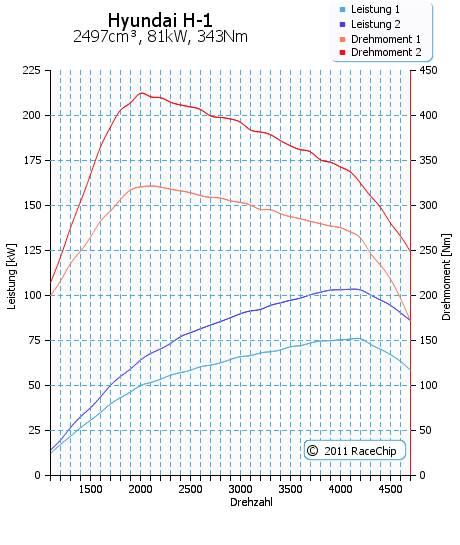 Hyundai H-1
2497cm³, 81kW, 343Nm
Leistung 1
Leistung 2
Drehmoment 1
Drehmoment 2
225
200
175
150
125
100
75
50
25
0
Leistung [kW]
450
400
350
300
250
200
150
100
50
0
Drehmoment [Nm]
1500 2000 2500 3000 3500 4000 4500
Drehzahl
© 2011 RaceChip